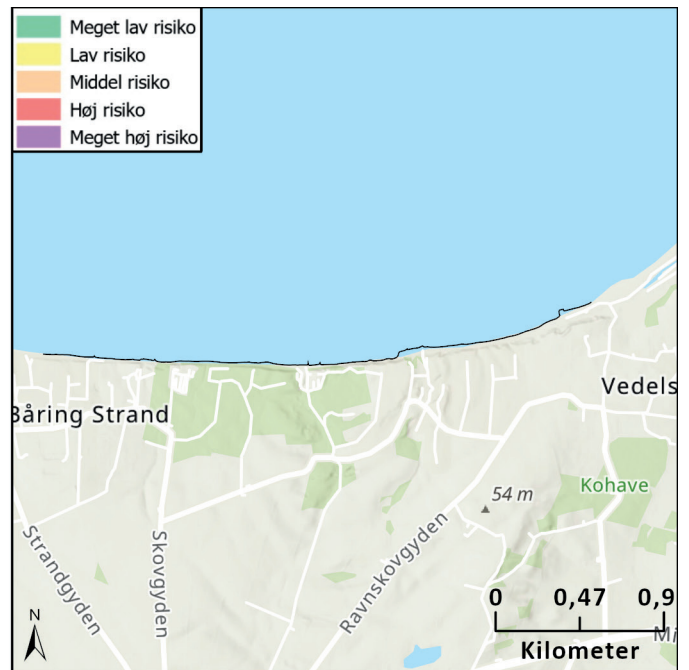 Meget lav risiko
Lav risiko
Middel risiko
Høj risiko
Meget høj risiko
Båring Strand
Vedels
Kohave
54 m
Strandgyden
Skovgyden
Ravnskovgyden
N
0 0,47 0,9
Kilometer
Mi